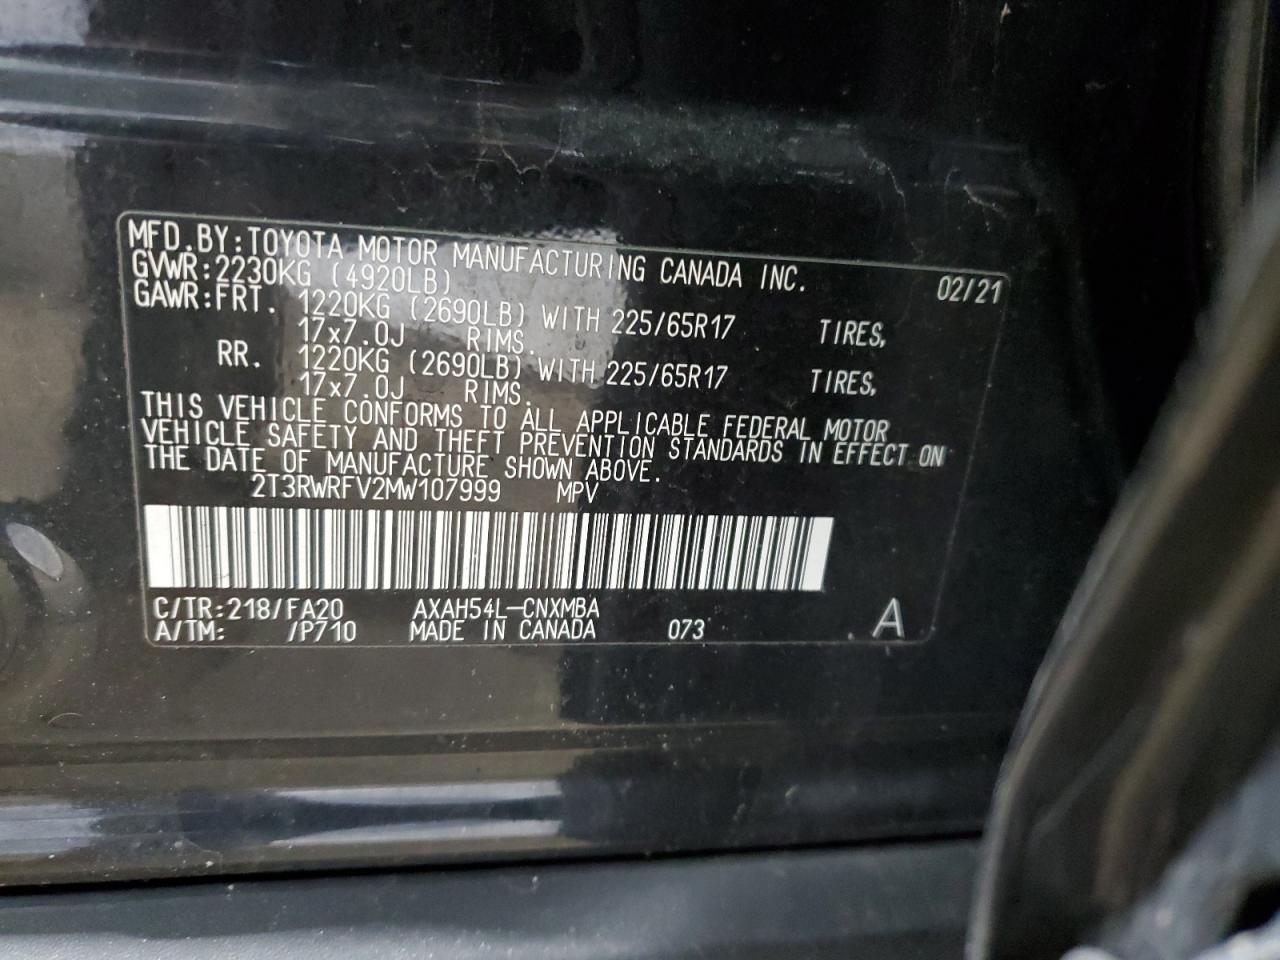 MFD.BY:TOYOTA MOTOR MANUFACTURING CANADA INC. 02/21
GVWR:2230KG (4920LB)
GAWR:FRT. 1220KG (2690LB) WITH 225/65R17 TIRES,
17x7.0J RIMS.
RR. 1220KG (2690LB) WITH 225/65R17 TIRES,
17x7.0J RIMS.
THIS VEHICLE CONFORMS TO ALL APPLICABLE FEDERAL MOTOR
VEHICLE SAFETY AND THEFT PREVENTION STANDARDS IN EFFECT ON
THE DATE OF MANUFACTURE SHOWN ABOVE.
2T3RWRFV2MW107999 MPV
C/TR:218/FA20 AXAH54L-CNXMBA
A/TM: /P710 MADE IN CANADA 073 A